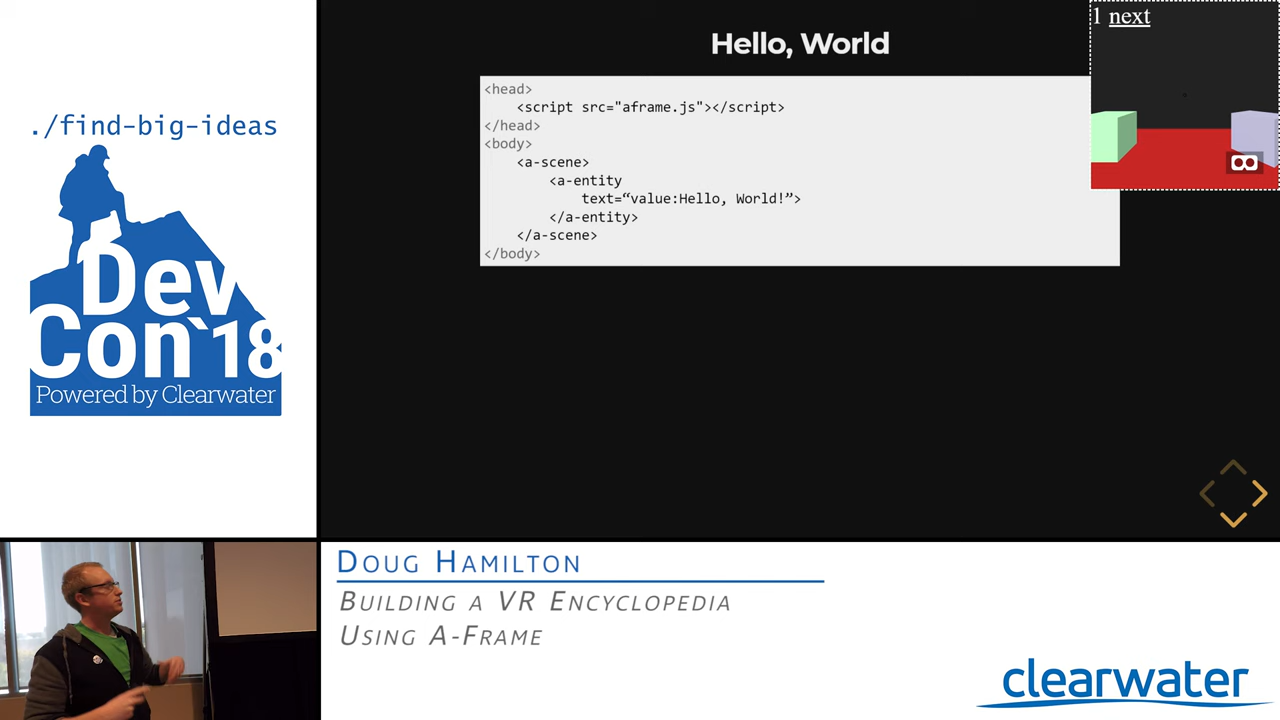 ./find-big-ideas
Dev
Con`18
Powered by Clearwater
Hello, World
<head>
<script src="aframe.js"></script>
</head>
<body>
<a-scene>
<a-entity
text=“value:Hello, World!”>
</a-entity>
</a-scene>
</body>
1 next
Doug Hamilton
Building a VR Encyclopedia
Using A-Frame
clearwater